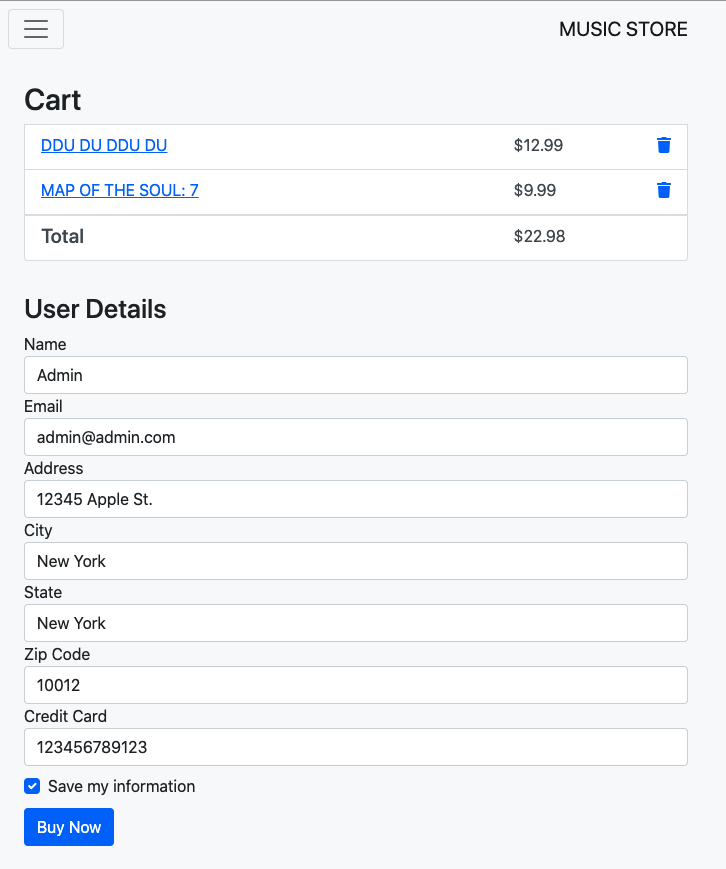 MUSIC STORE
Cart
DDU DU DDU DU $12.99
MAP OF THE SOUL: 7 $9.99
Total $22.98
User Details
Name
Admin
Email
admin@admin.com
Address
12345 Apple St.
City
New York
State
New York
Zip Code
10012
Credit Card
123456789123
Save my information
Buy Now